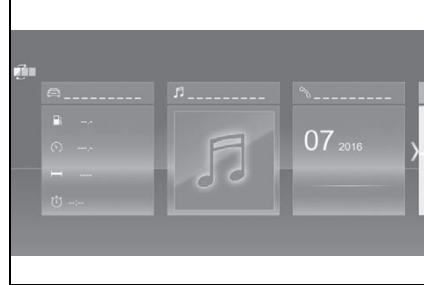 _ _ _ _ _ _ _ _ _
_ _ _ _ _ _ _ _ _
_ _ _ _ _ _ _ _ _
--.-
---.-
----
--:--
07 2016